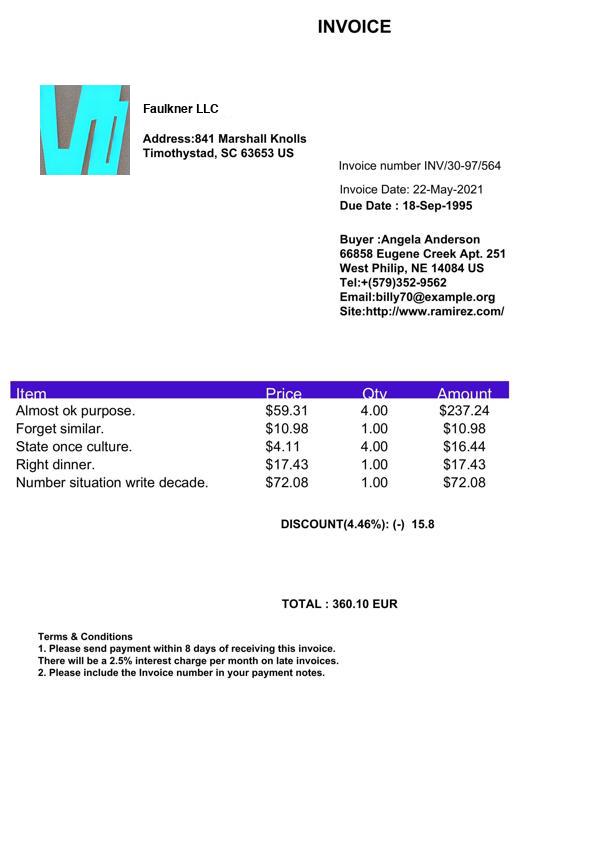 INVOICE
Faulkner LLC
Address:841 Marshall Knolls
Timothystad, SC 63653 US
Invoice number INV/30-97/564
Invoice Date: 22-May-2021
Due Date : 18-Sep-1995
Buyer :Angela Anderson
66858 Eugene Creek Apt. 251
West Philip, NE 14084 US
Tel:+(579)352-9562
Email:billy70@example.org
Site:http://www.ramirez.com/
Item Price Qty Amount
Almost ok purpose. $59.31 4.00 $237.24
Forget similar. $10.98 1.00 $10.98
State once culture. $4.11 4.00 $16.44
Right dinner. $17.43 1.00 $17.43
Number situation write decade. $72.08 1.00 $72.08
DISCOUNT(4.46%): (-) 15.8
TOTAL : 360.10 EUR
Terms & Conditions
1. Please send payment within 8 days of receiving this invoice.
There will be a 2.5% interest charge per month on late invoices.
2. Please include the Invoice number in your payment notes.